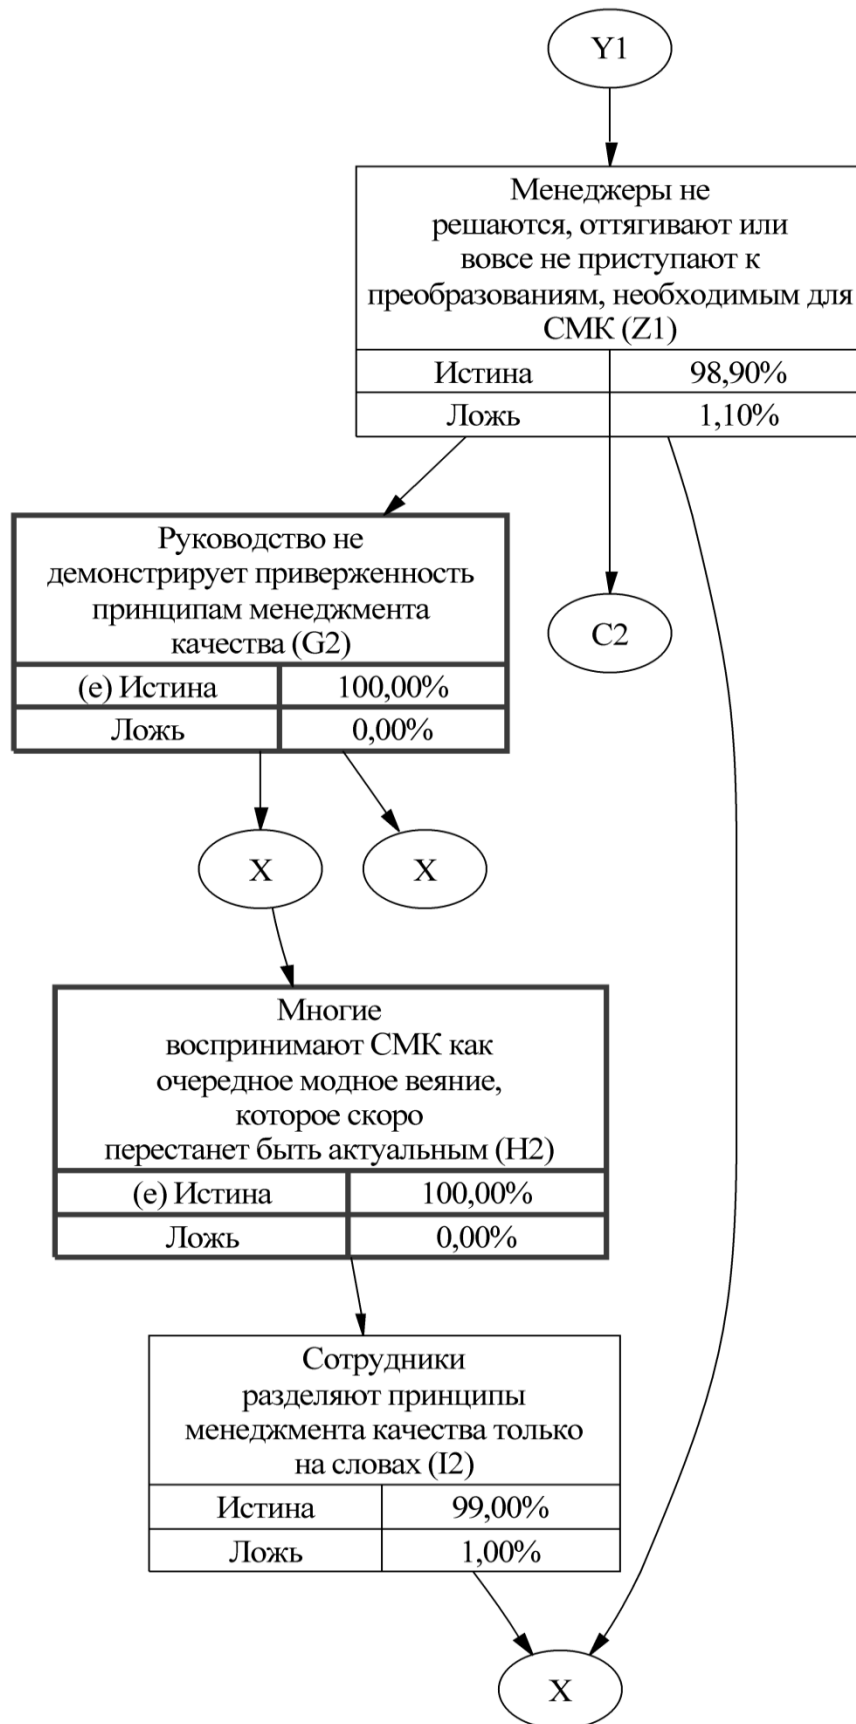 Y1
Менеджеры не
решаются, оттягивают или
вовсе не приступают к
преобразованиям, необходимым для
СМК (Z1)
Истина 98,90%
Ложь 1,10%
Руководство не
демонстрирует приверженность
принципам менеджмента
качества (G2)
(е) Истина 100,00%
Ложь 0,00%
C2
X X
Многие
воспринимают СМК как
очередное модное веяние,
которое скоро
перестанет быть актуальным (H2)
(е) Истина 100,00%
Ложь 0,00%
Сотрудники
разделяют принципы
менеджмента качества только
на словах (I2)
Истина 99,00%
Ложь 1,00%
X